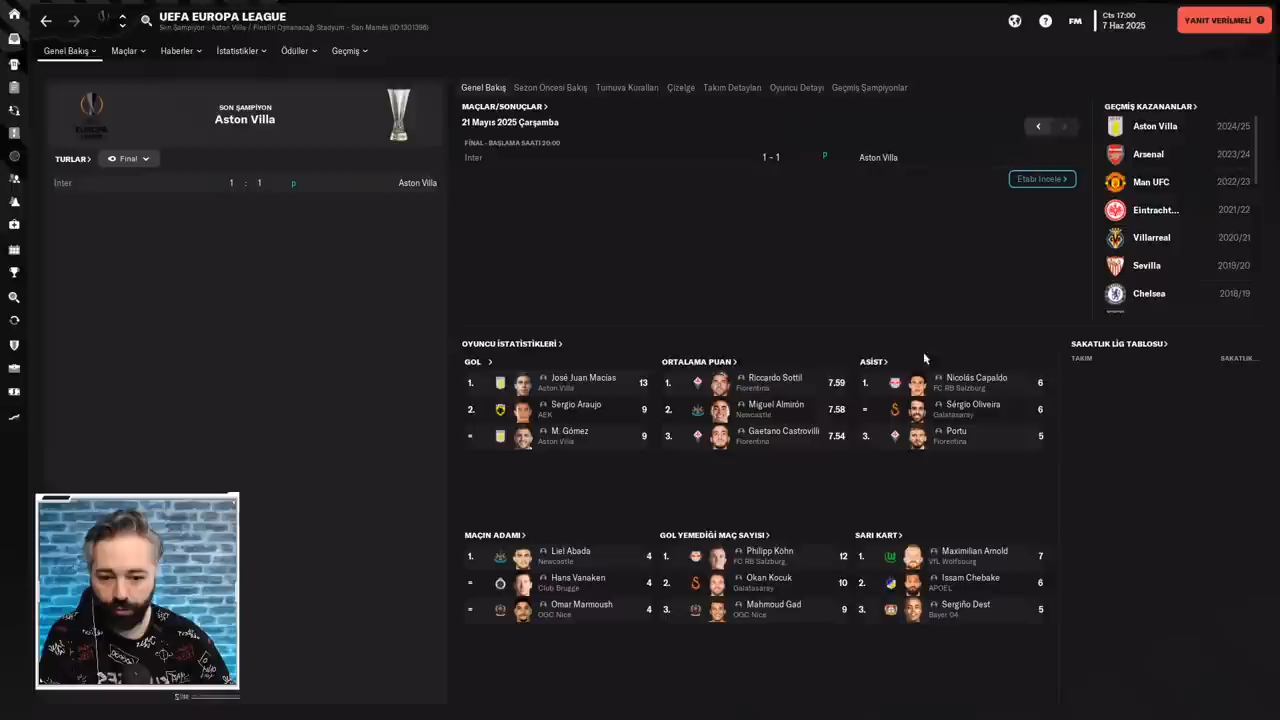 UEFA EUROPA LEAGUE
Son Şampiyon - Aston Villa / Finalin Oynanacağı Stadyum - San Mamés (ID:1301396)
FM
Cts 17:00
7 Haz 2025
YANIT VERİLMELİ
Genel Bakış
Maçlar
Haberler
İstatistikler
Ödüller
Geçmiş
EUROPA
SON ŞAMPİYON
Aston Villa
TURLAR
Final
Inter 1 : 1 p Aston Villa
Genel Bakış Sezon Öncesi Bakış Turnuva Kuralları Çizelge Takım Detayları Oyuncu Detayı Geçmiş Şampiyonlar
MAÇLAR/SONUÇLAR
21 Mayıs 2025 Çarşamba
FİNAL - BAŞLAMA SAATİ 20:00
Inter 1 - 1 p Aston Villa
Etabı İncele
GEÇMİŞ KAZANANLAR
Aston Villa 2024/25
Arsenal 2023/24
Man UFC 2022/23
Eintracht... 2021/22
Villarreal 2020/21
Sevilla 2019/20
Chelsea 2018/19
OYUNCU İSTATİSTİKLERİ
GOL
1. José Juan Macías 13
Aston Villa
2. Sergio Araujo 9
AEK
= M. Gómez 9
Aston Villa
ORTALAMA PUAN
1. Riccardo Sottil 7.59
Fiorentina
2. Miguel Almirón 7.58
Newcastle
3. Gaetano Castrovilli 7.54
Fiorentina
ASİST
1. Nicolás Capaldo 6
FC RB Salzburg
= Sérgio Oliveira 6
Galatasaray
3. Portu 5
Fiorentina
SAKATLIK LİG TABLOSU
TAKIM SAKATLIK...
MAÇIN ADAMI
1. Liel Abada 4
Newcastle
= Hans Vanaken 4
Club Brugge
= Omar Marmoush 4
OGC Nice
GOL YEMEDİĞİ MAÇ SAYISI
1. Philipp Köhn 12
FC RB Salzburg
2. Okan Kocuk 10
Galatasaray
3. Mahmoud Gad 9
OGC Nice
SARI KART
1. Maximilian Arnold 7
VfL Wolfsburg
2. Issam Chebake 6
APOEL
3. Sergiño Dest 5
Bayer 04